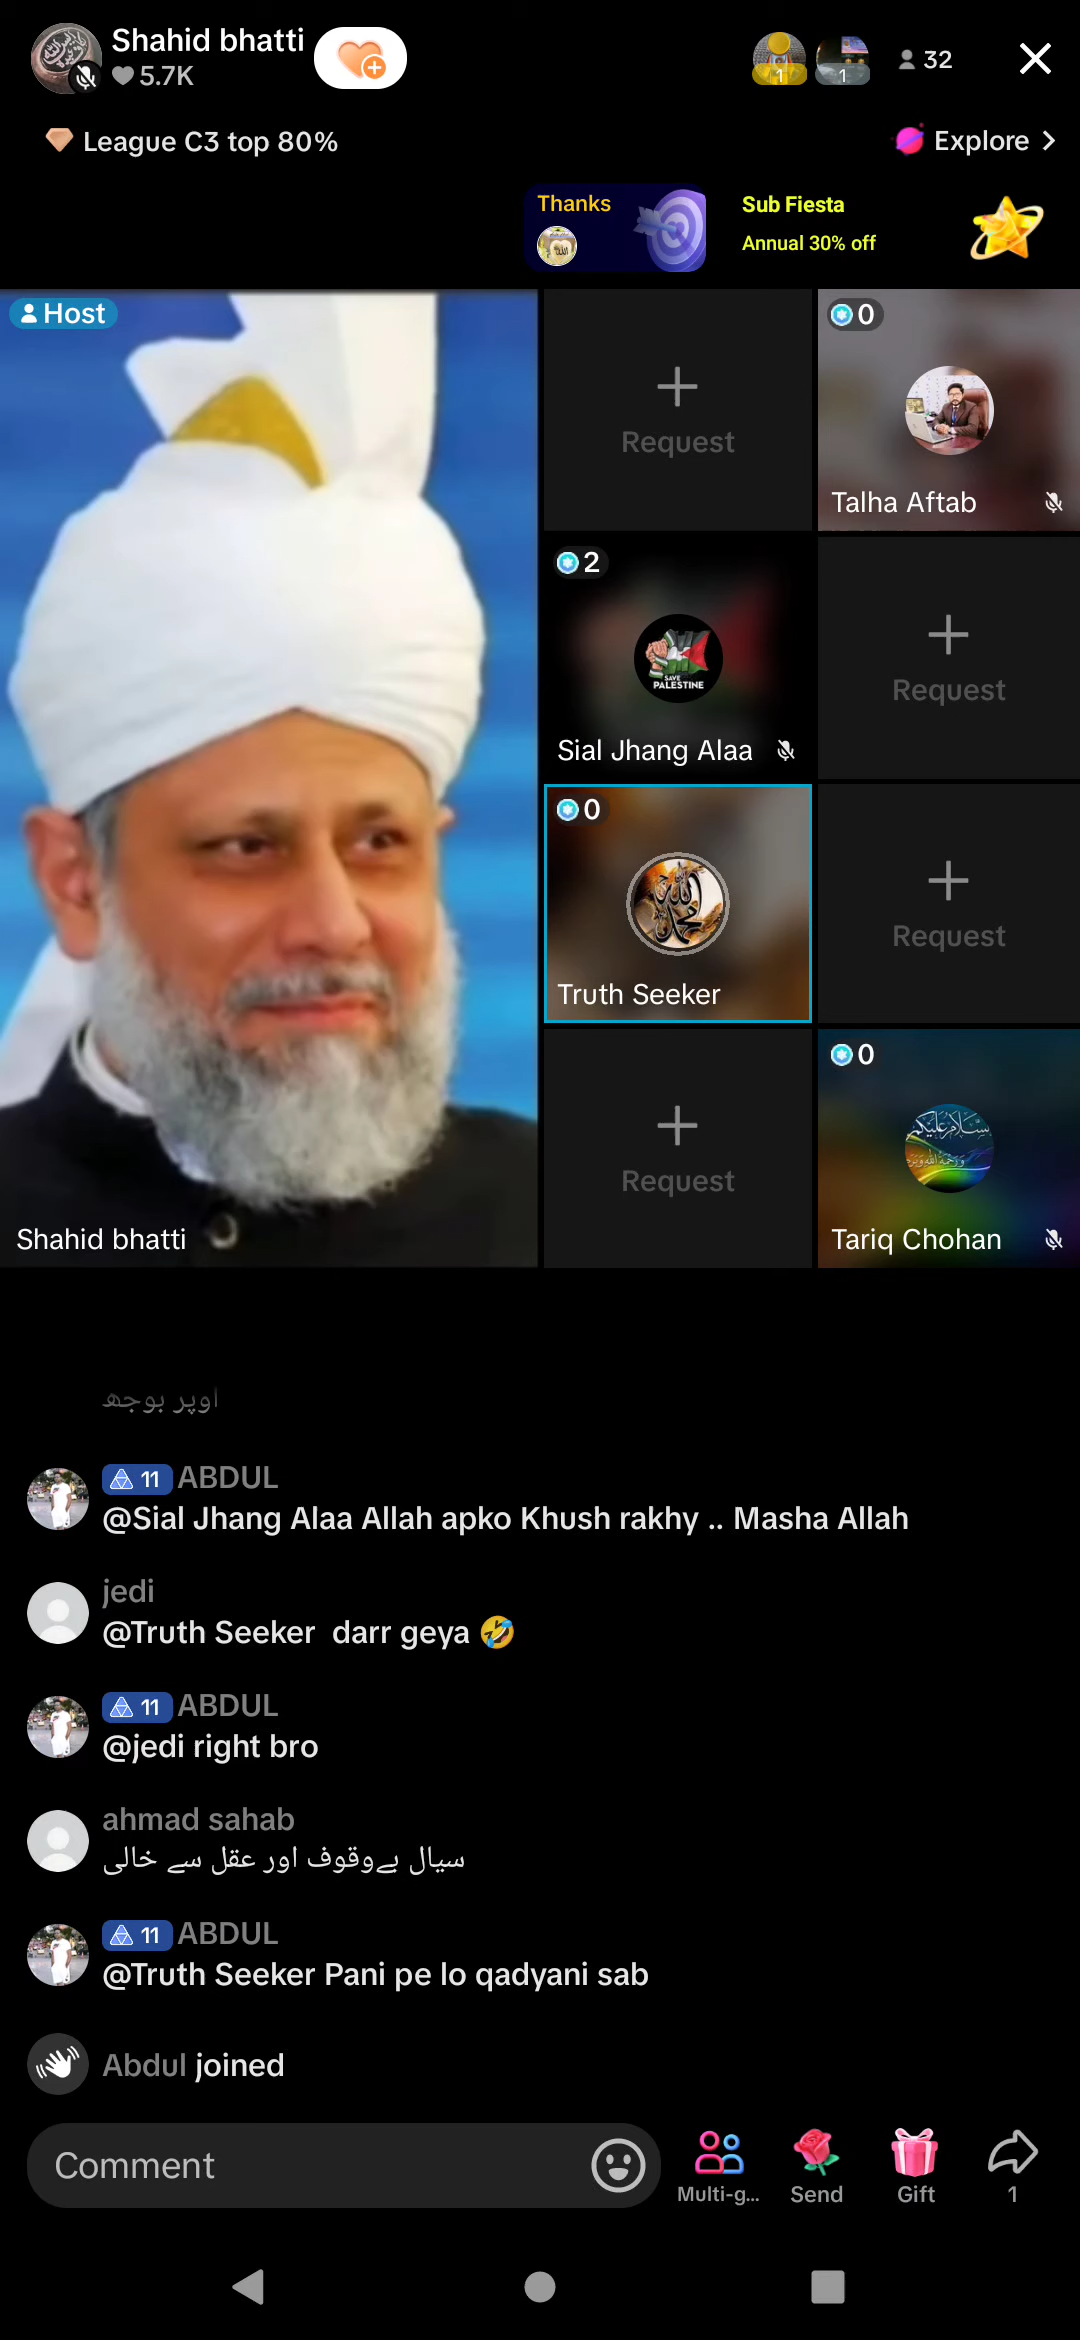 Shahid bhatti
5.7K
1
1
32
League C3 top 80%
Explore
Thanks
Sub Fiesta
Annual 30% off
Host
Request
0
Talha Aftab
2
SAVE
PALESTINE
Sial Jhang Alaa
Request
0
Truth Seeker
Request
Request
0
Tariq Chohan
Shahid bhatti
اوپر بوجھ
11 ABDUL
@Sial Jhang Alaa Allah apko Khush rakhy .. Masha Allah
jedi
@Truth Seeker darr geya 🤣
11 ABDUL
@jedi right bro
ahmad sahab
سیال بےوقوف اور عقل سے خالی
11 ABDUL
@Truth Seeker Pani pe lo qadyani sab
Abdul joined
Comment
Multi-g...
Send
Gift
1